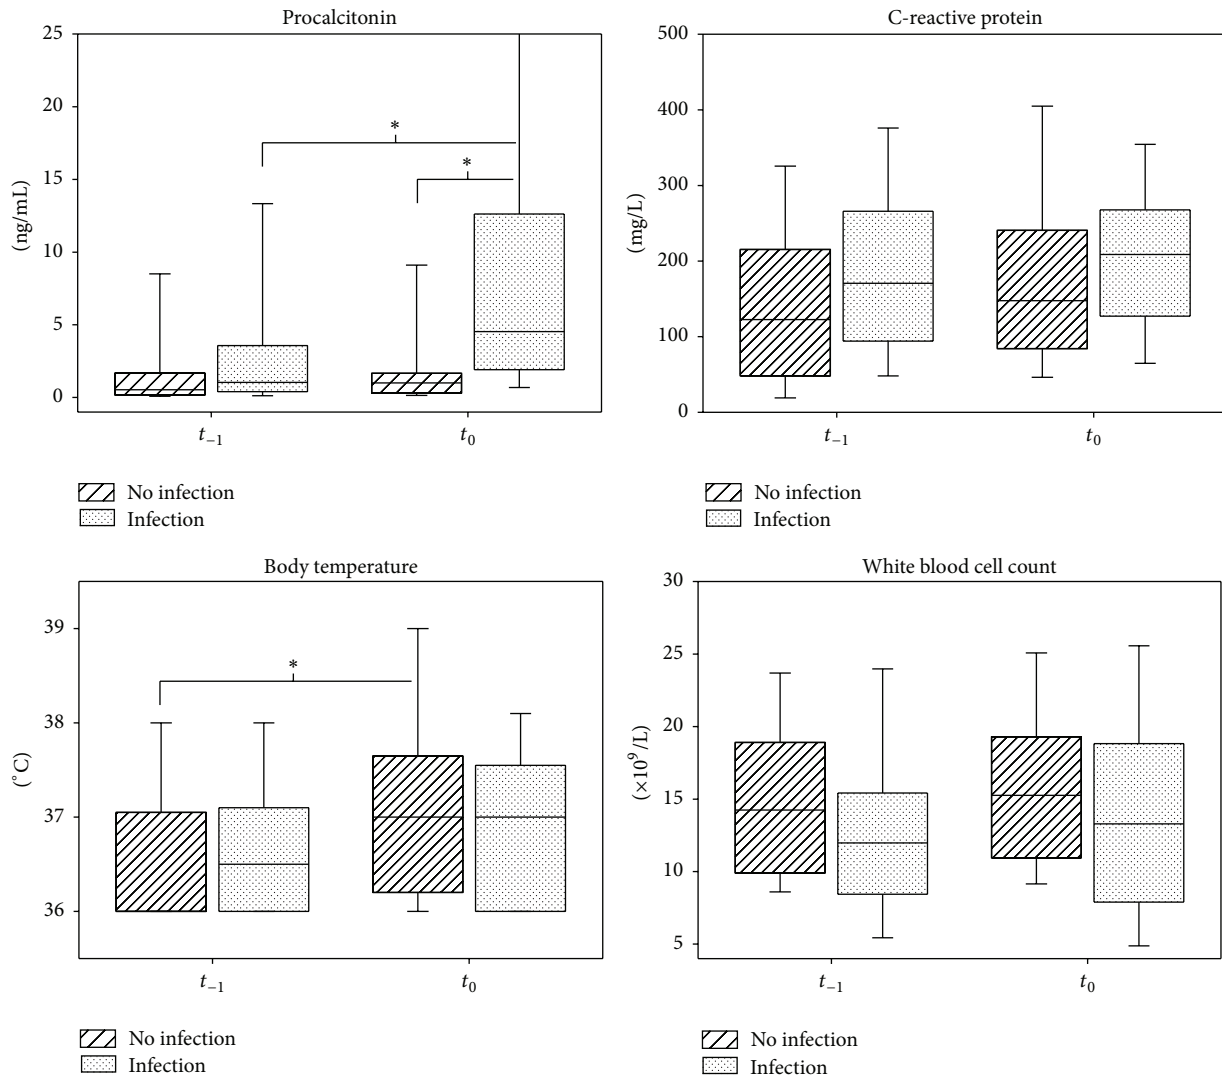 Procalcitonin
25
20
15
10
5
0
(ng/mL)
*
*
t₋₁
t₀
No infection
Infection
C-reactive protein
500
400
300
200
100
0
(mg/L)
t₋₁
t₀
No infection
Infection
Body temperature
39
38
37
36
(°C)
*
t₋₁
t₀
No infection
Infection
White blood cell count
30
25
20
15
10
5
(×10⁹/L)
t₋₁
t₀
No infection
Infection